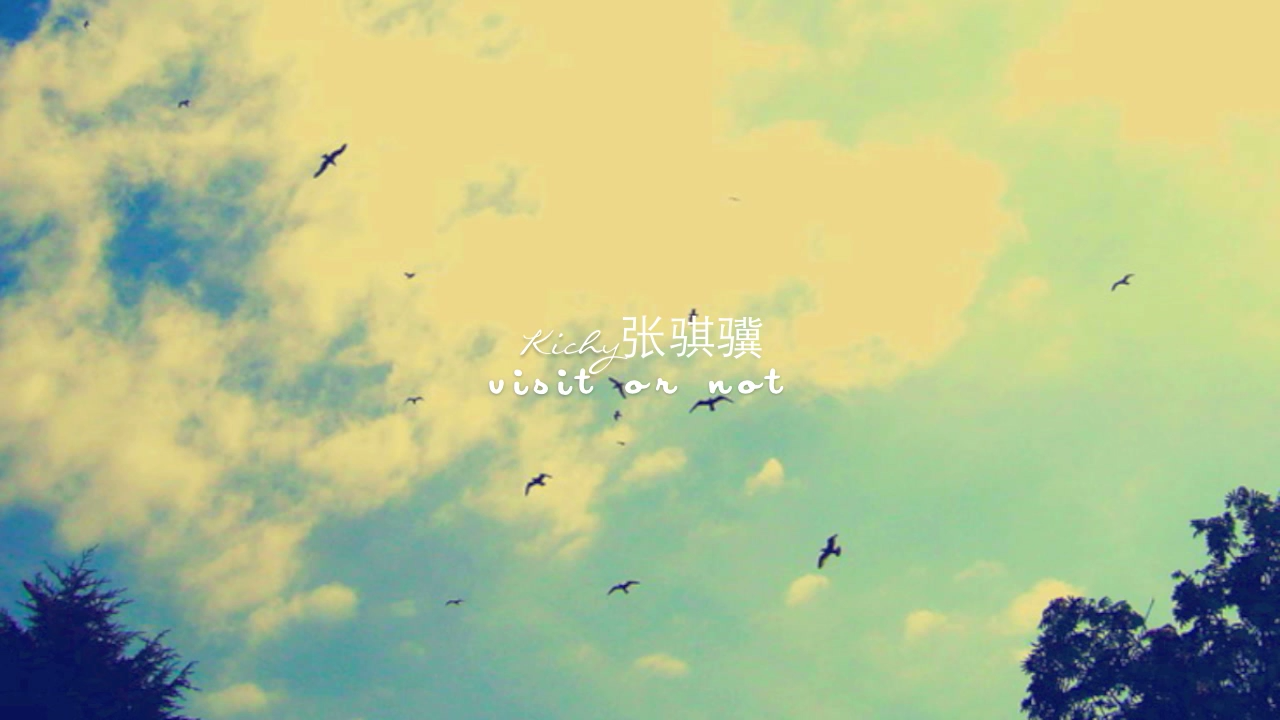 Kichy张骐骥
visit or not